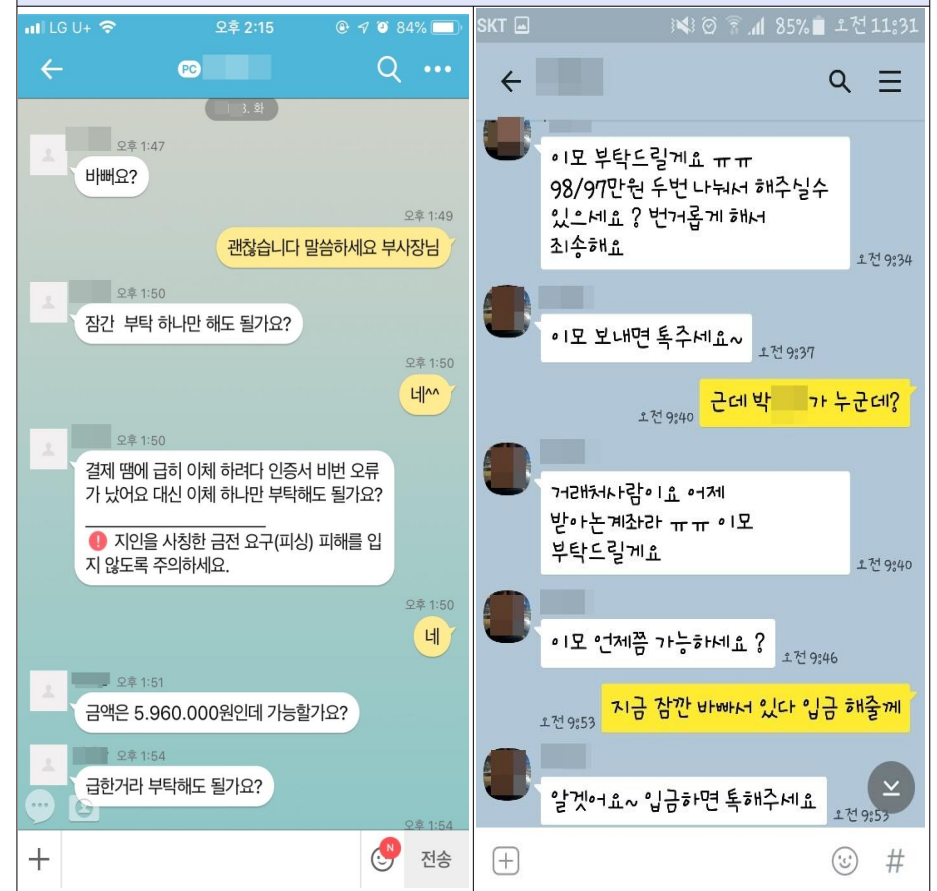 LG U+ 오후 2:15 84%
PC
3. 화
오후 1:47
바뻐요?
오후 1:49
괜찮습니다 말씀하세요 부사장님
오후 1:50
잠간 부탁 하나만 해도 될가요?
오후 1:50
네^^
오후 1:50
결제 땜에 급히 이체 하려다 인증서 비번 오류
가 났어요 대신 이체 하나만 부탁해도 될가요?
지인을 사칭한 금전 요구(피싱) 피해를 입
지 않도록 주의하세요.
오후 1:50
네
오후 1:51
금액은 5.960.000원인데 가능할가요?
오후 1:54
급한거라 부탁해도 될가요?
오후 1:54
N
전송
SKT 85% 오전 11:31
이모 부탁드릴게요 ㅠㅠ
98/97만원 두번 나눠서 해주실수
있으세요? 번거롭게 해서
죄송해요
오전 9:34
이모 보내면 톡주세요~
오전 9:37
근데 박 가 누군데?
오전 9:40
거래처사람이요 어제
받아논계좌라 ㅠㅠ 이모
부탁드릴게요
오전 9:40
이모 언제쯤 가능하세요?
오전 9:46
지금 잠깐 바빠서 있다 입금 해줄께
오전 9:53
알겟어요~ 입금하면 톡해주세요
오전 9:53
#